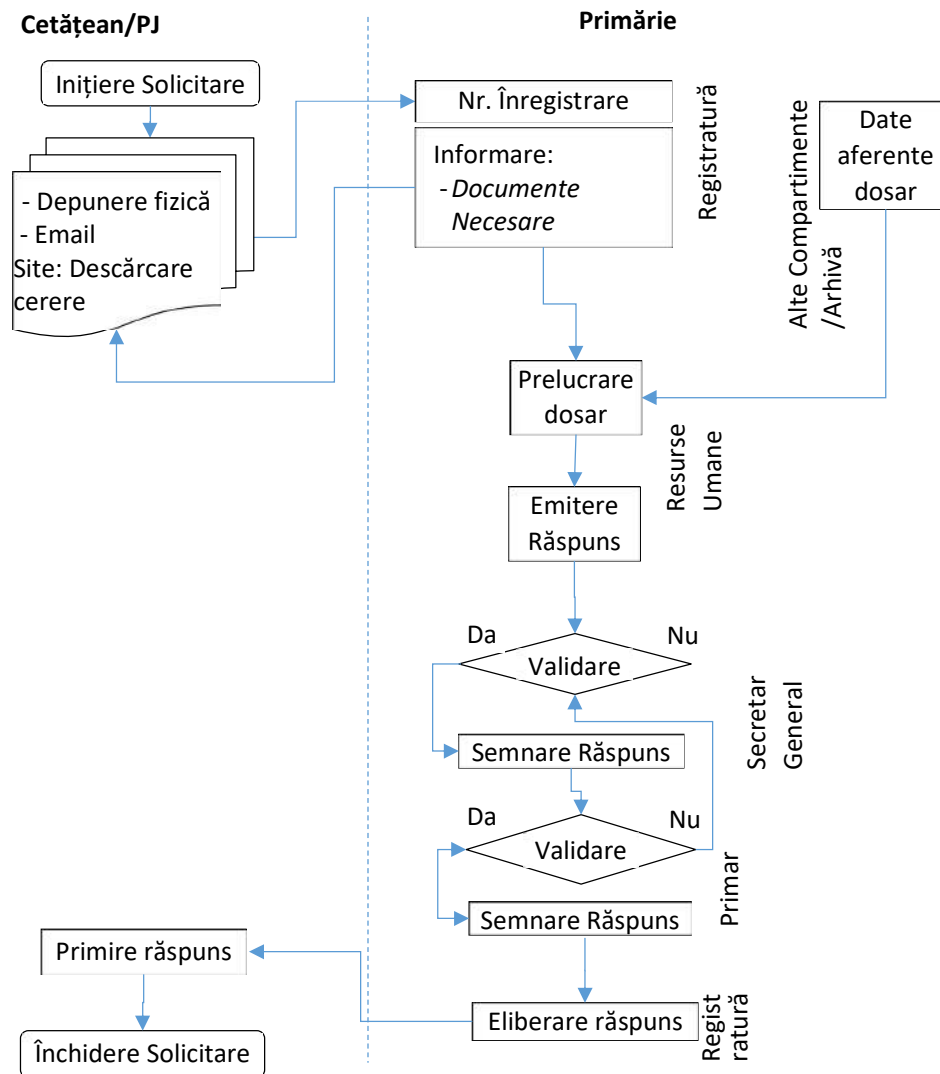 Cetățean/PJ
Primărie
Inițiere Solicitare
- Depunere fizică
- Email
Site: Descărcare
cerere
Nr. Înregistrare
Informare:
- Documente
Necesare
Registratură
Date
aferente
dosar
Alte Compartimente
/Arhivă
Prelucrare
dosar
Resurse
Umane
Emitere
Răspuns
Da
Nu
Validare
Secretar
General
Semnare Răspuns
Da
Nu
Validare
Primar
Semnare Răspuns
Primire răspuns
Eliberare răspuns
Regist
ratură
Închidere Solicitare